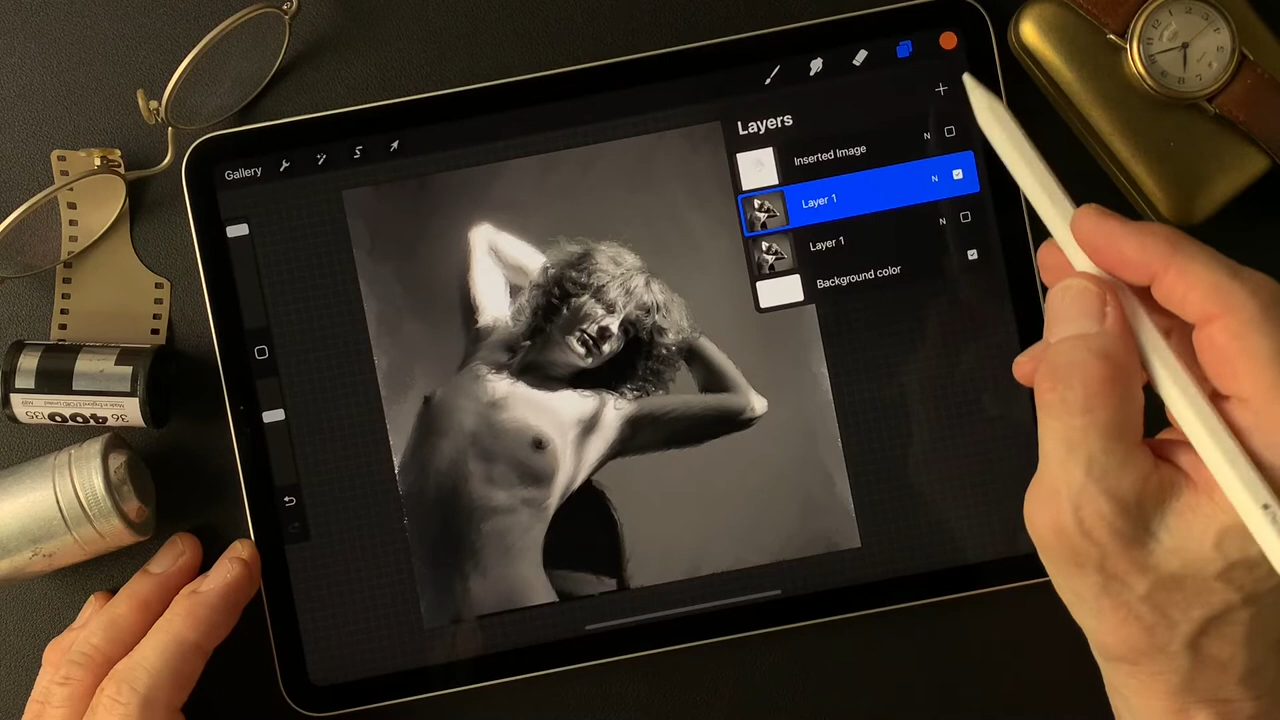 Gallery
S
Layers
Inserted Image
N
Layer 1
N
Layer 1
N
Background color
36
400
135